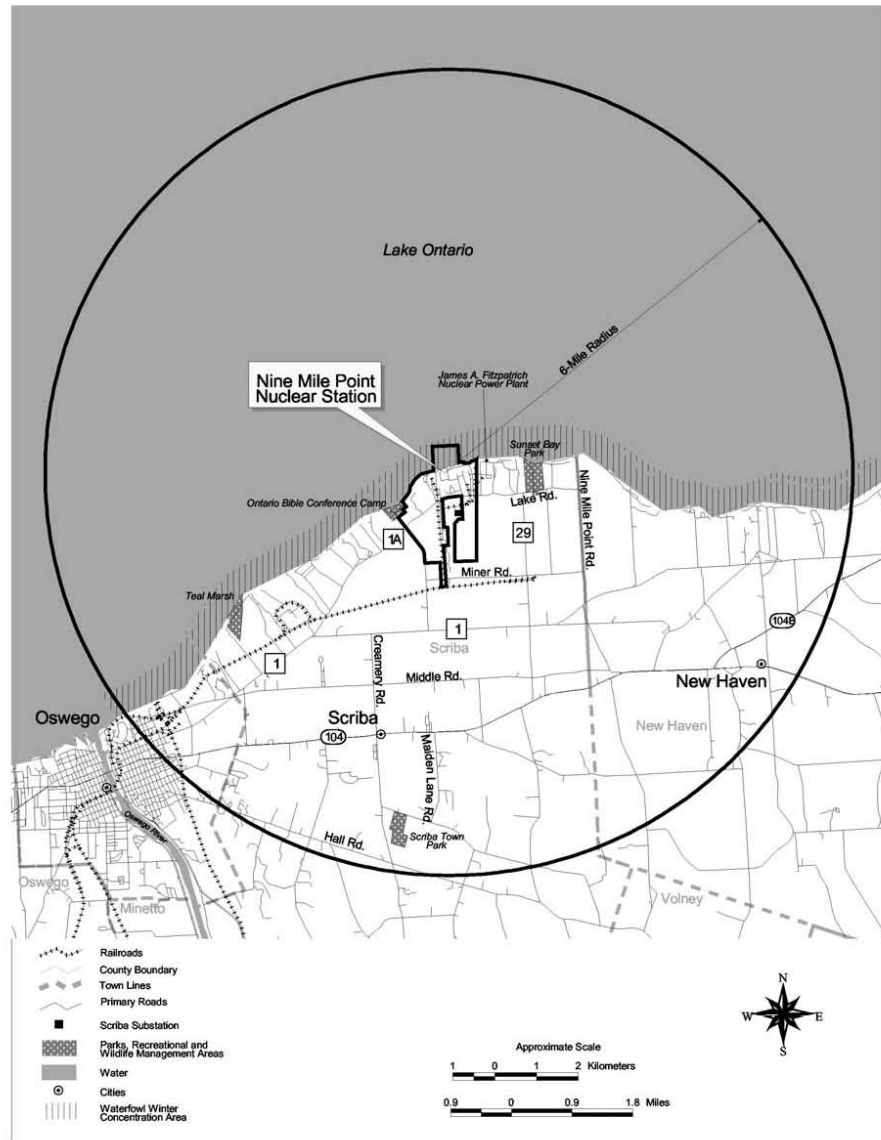 Lake Ontario
6-Mile Radius
Nine Mile Point
Nuclear Station
James A. Fitzpatrich
Nuclear Power Plant
Sunset Bay
Park
Ontario Bible Conference Camp
Lake Rd.
Nine Mile Point Rd.
1A
29
Miner Rd.
Teal Marsh
1
Scriba
104B
1
Creamery Rd.
Middle Rd.
New Haven
Oswego
Scriba
New Haven
104
Maiden Lane Rd.
Oswego River
Hall Rd.
Scriba Town
Park
Oswego
Minetto
Volney
Railroads
County Boundary
Town Lines
Primary Roads
Scriba Substation
Parks, Recreational and
Wildlife Management Areas
Water
Cities
Waterfowl Winter
Concentration Area
N
W E
S
Approximate Scale
1 0 1 2 Kilometers
0.9 0 0.9 1.8 Miles